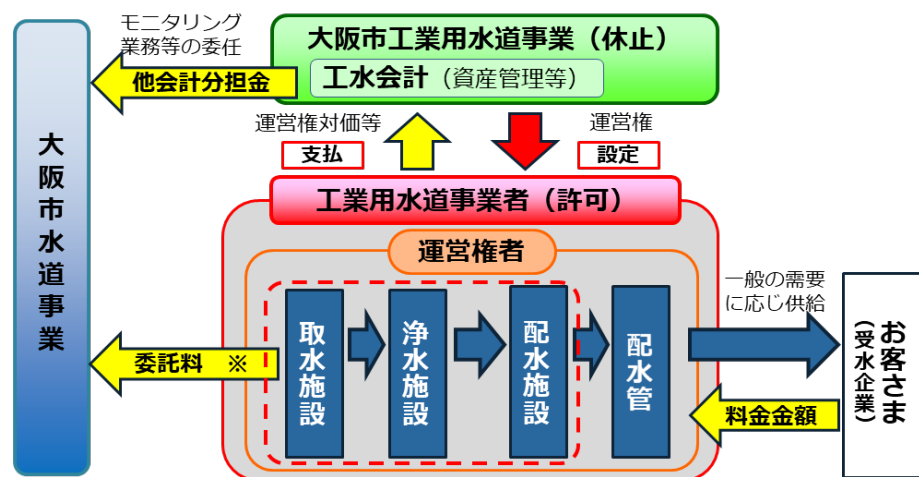 モニタリング
業務等の委任
他会計分担金
大阪市工業用水道事業（休止）
工水会計（資産管理等）
運営権対価等
支払
運営権
設定
大阪市水道事業
工業用水道事業者（許可）
運営権者
取水施設
浄水施設
配水施設
配水管
委託料　※
一般の需要
に応じ供給
料金金額
お客さま
（受水企業）